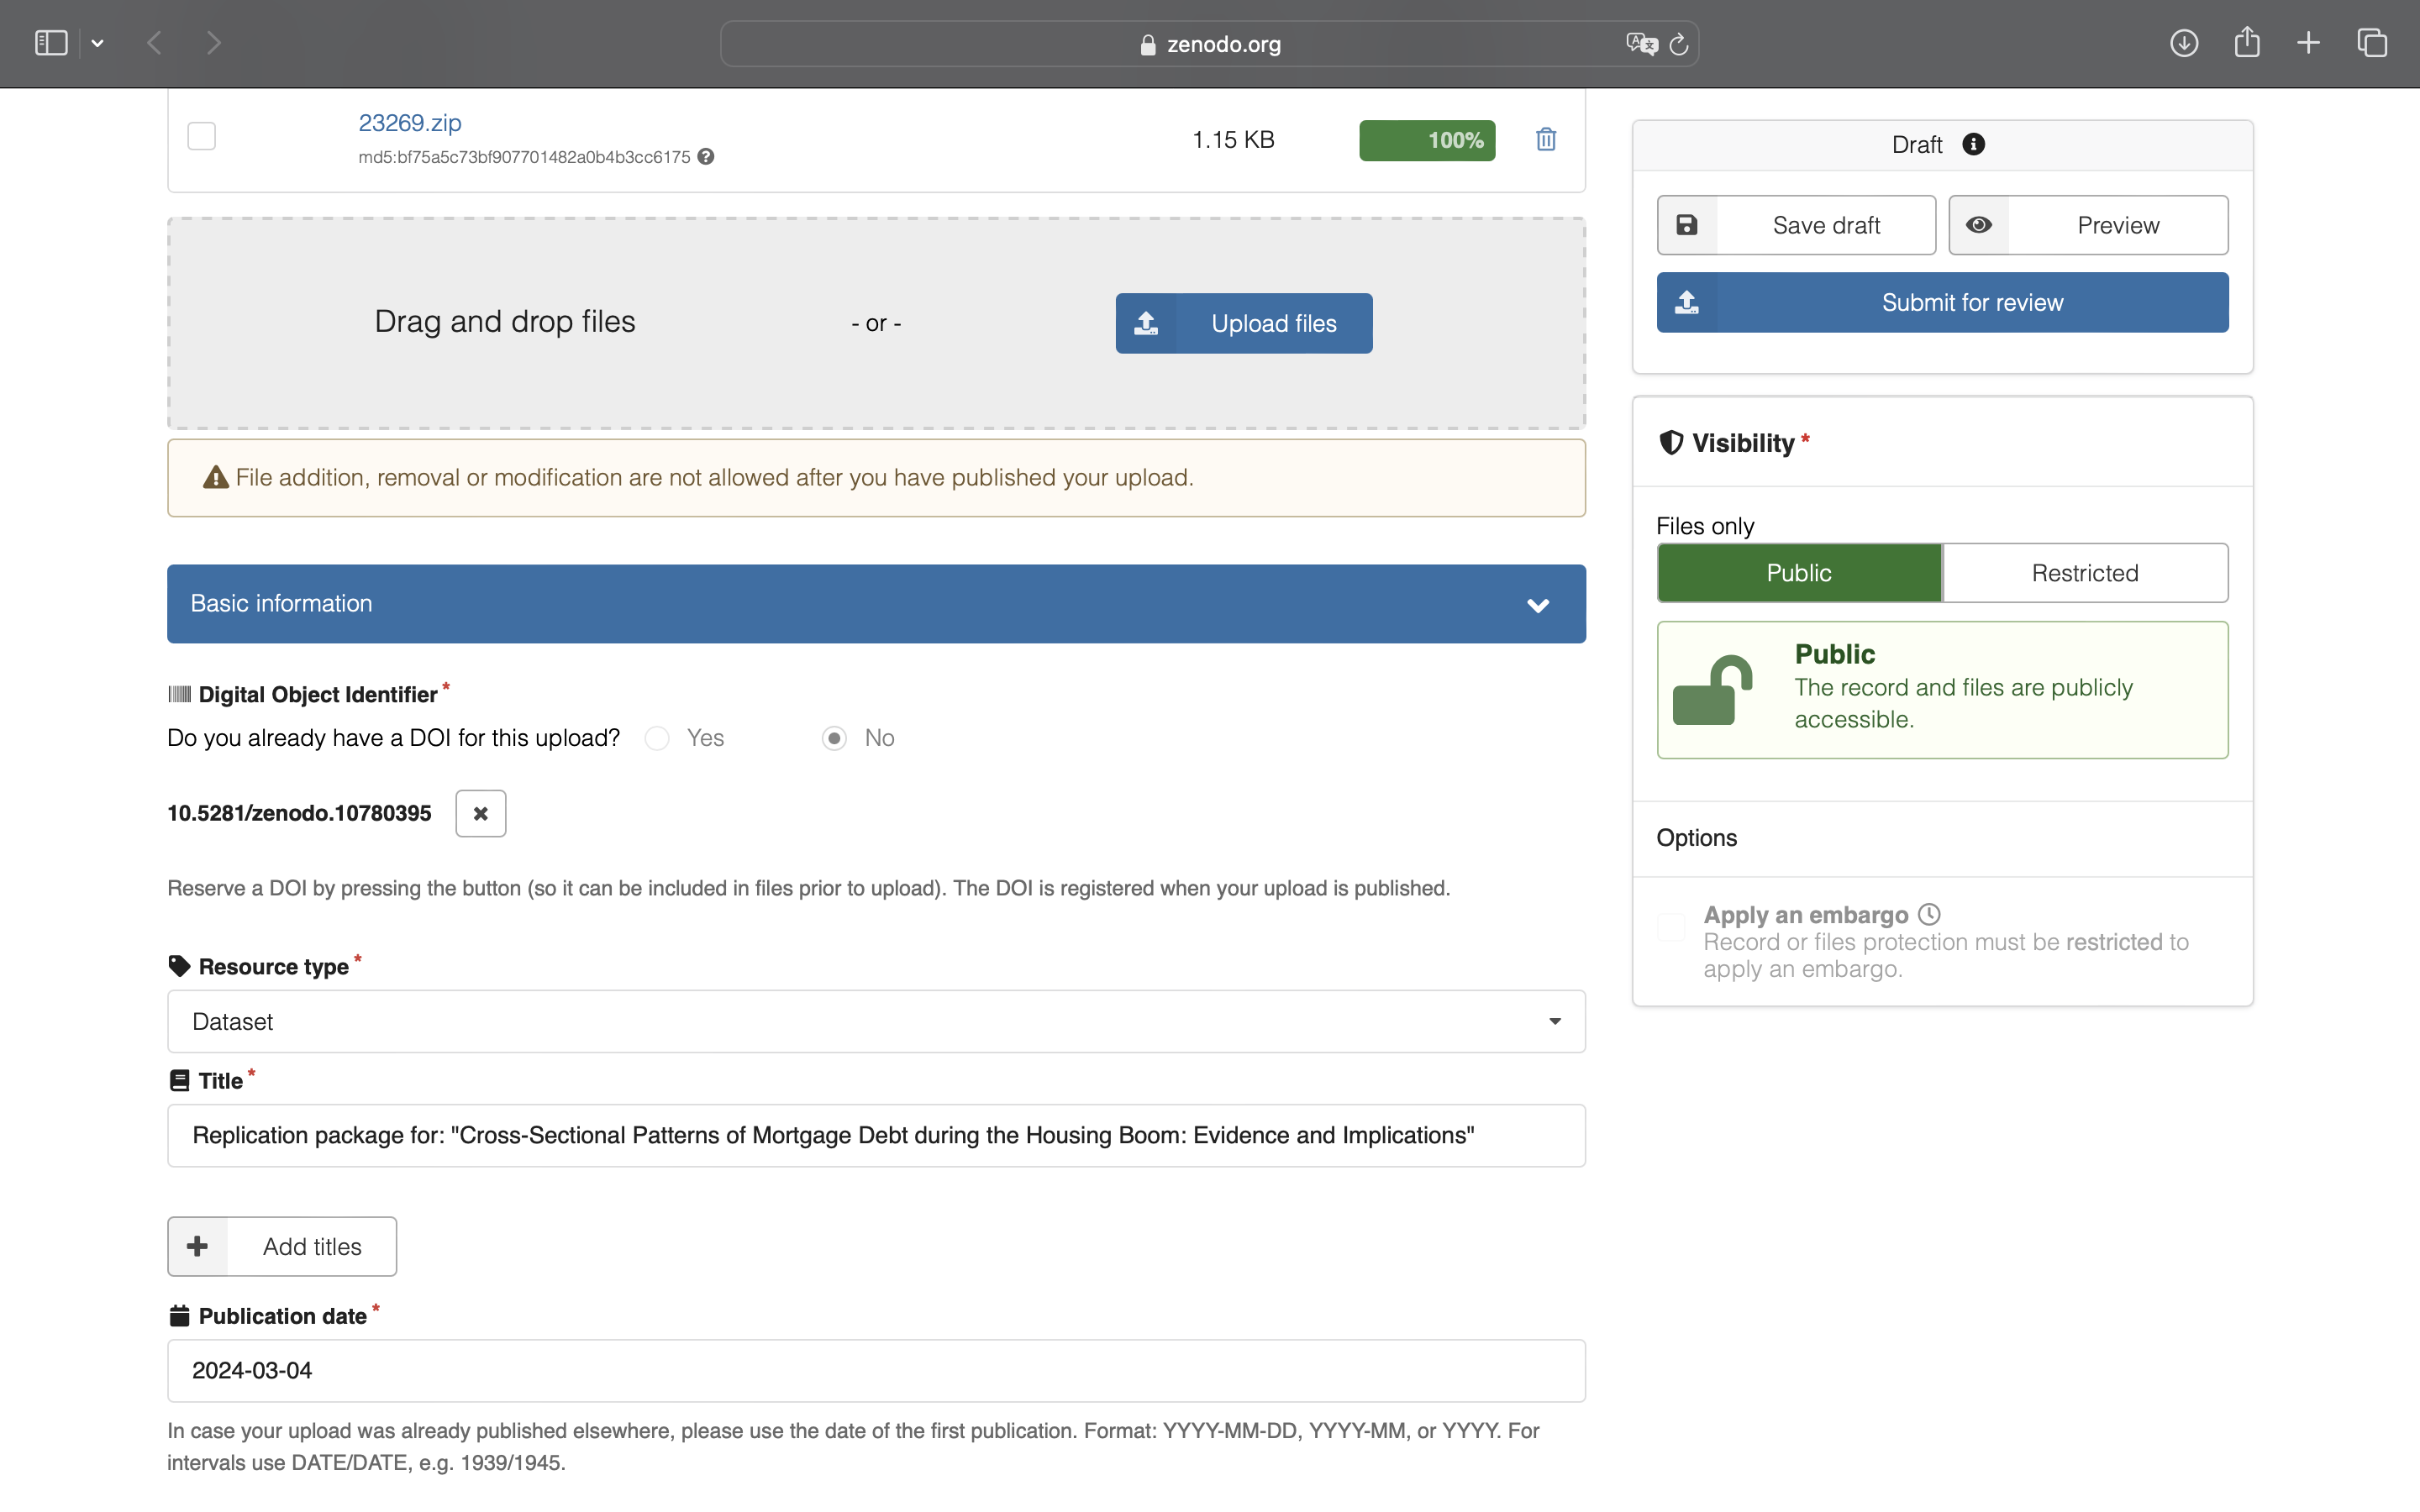 zenodo.org
23269.zip
md5:bf75a5c73bf907701482a0b4b3cc6175
1.15 KB
100%
Drag and drop files
- or -
Upload files
File addition, removal or modification are not allowed after you have published your upload.
Basic information
Digital Object Identifier *
Do you already have a DOI for this upload? Yes No
10.5281/zenodo.10780395
Reserve a DOI by pressing the button (so it can be included in files prior to upload). The DOI is registered when your upload is published.
Resource type *
Dataset
Title *
Replication package for: "Cross-Sectional Patterns of Mortgage Debt during the Housing Boom: Evidence and Implications"
Add titles
Publication date *
2024-03-04
In case your upload was already published elsewhere, please use the date of the first publication. Format: YYYY-MM-DD, YYYY-MM, or YYYY. For
intervals use DATE/DATE, e.g. 1939/1945.
Draft
Save draft
Preview
Submit for review
Visibility *
Files only
Public
Restricted
Public
The record and files are publicly
accessible.
Options
Apply an embargo
Record or files protection must be restricted to
apply an embargo.